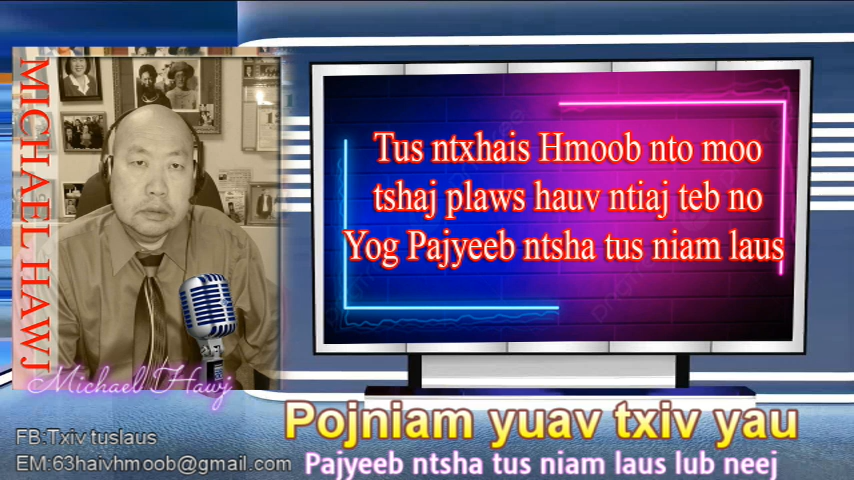 MICHAEL HAWJ
Michael Hawj
Tus ntxhais Hmoob nto moo
tshaj plaws hauv ntiaj teb no
Yog Pajyeeb ntsha tus niam laus
Pojniam yuav txiv yau
Pajyeeb ntsha tus niam laus lub neej
FB:Txiv tuslaus
EM:63haivhmoob@gmail.com